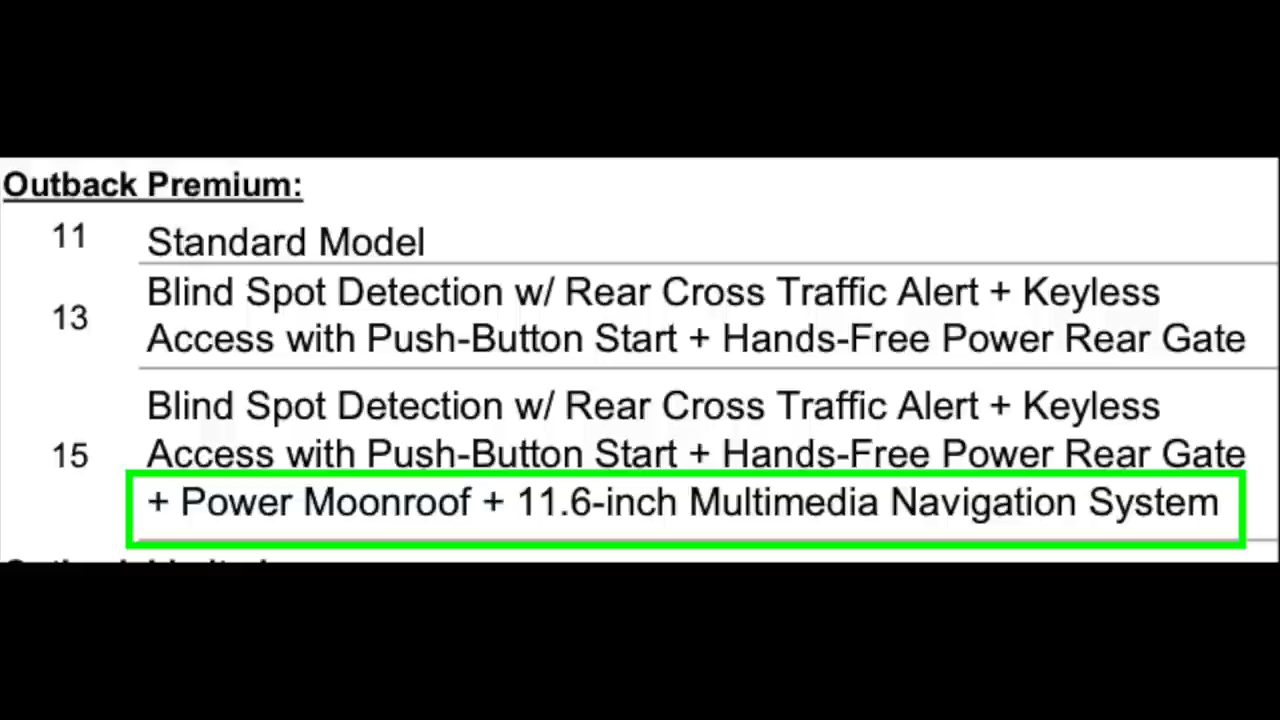 Outback Premium:
11
Standard Model
13
Blind Spot Detection w/ Rear Cross Traffic Alert + Keyless
Access with Push-Button Start + Hands-Free Power Rear Gate
15
Blind Spot Detection w/ Rear Cross Traffic Alert + Keyless
Access with Push-Button Start + Hands-Free Power Rear Gate
+ Power Moonroof + 11.6-inch Multimedia Navigation System